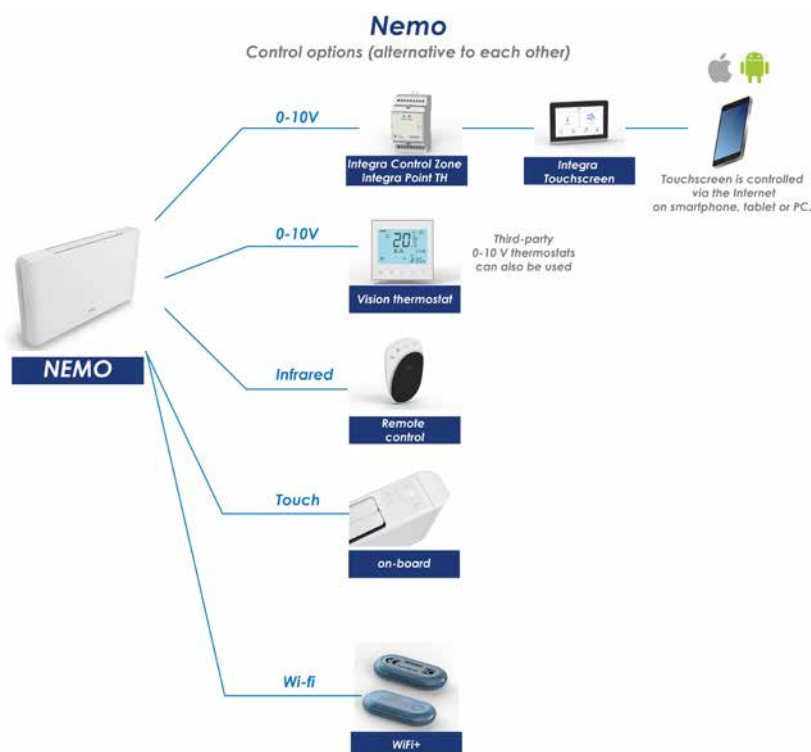 Nemo
Control options (alternative to each other)
0-10V
Integra Control Zone
Integra Point TH
Integra
Touchscreen
Touchscreen is controlled
via the Internet
on smartphone, tablet or PC.
0-10V
20
Vision thermostat
Third-party
0-10 V thermostats
can also be used
NEMO
Infrared
Remote
control
Touch
on-board
Wi-fi
WiFi+